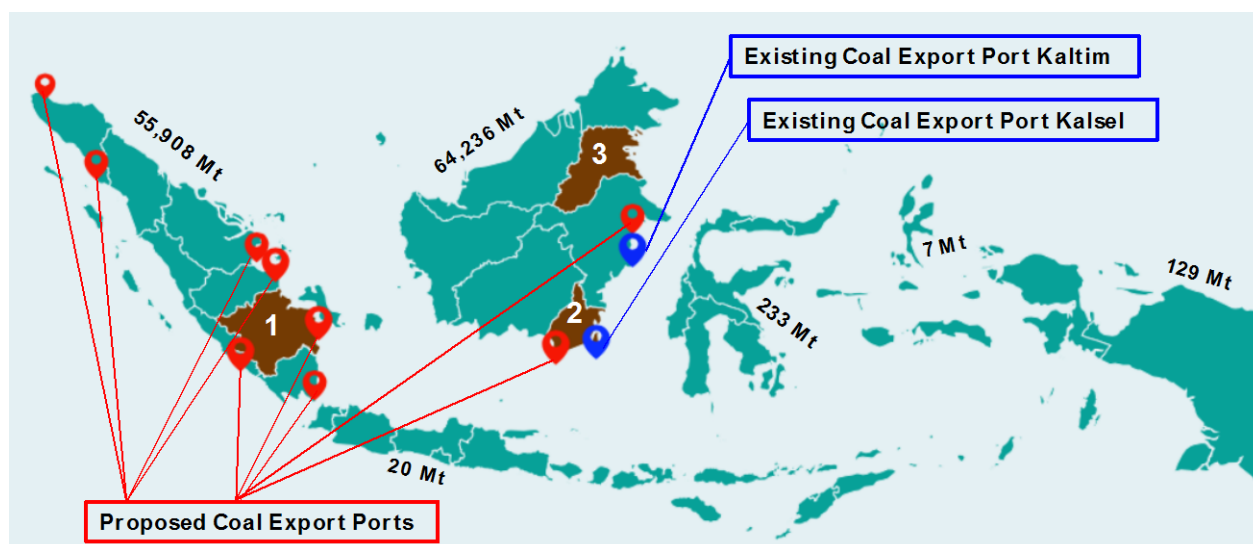 Existing Coal Export Port Kaltim
Existing Coal Export Port Kalsel
55,908 Mt
64,236 Mt
3
7 Mt
129 Mt
1
2
233 Mt
20 Mt
Proposed Coal Export Ports